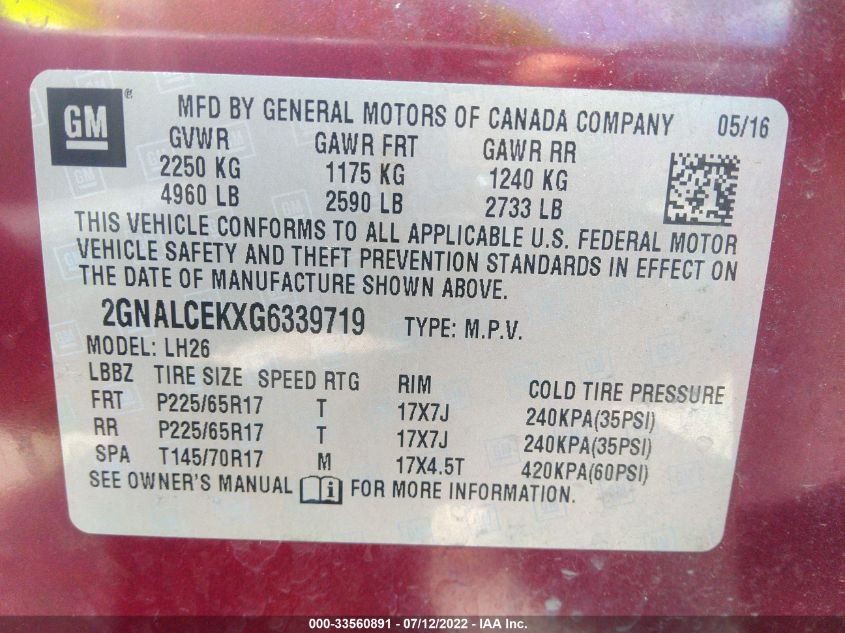 GM ®
MFD BY GENERAL MOTORS OF CANADA COMPANY 05/16
GVWR GAWR FRT GAWR RR
2250 KG 1175 KG 1240 KG
4960 LB 2590 LB 2733 LB
THIS VEHICLE CONFORMS TO ALL APPLICABLE U.S. FEDERAL MOTOR
VEHICLE SAFETY AND THEFT PREVENTION STANDARDS IN EFFECT ON
THE DATE OF MANUFACTURE SHOWN ABOVE.
2GNALCEKXG6339719 TYPE: M.P.V.
MODEL: LH26
LBBZ TIRE SIZE SPEED RTG RIM COLD TIRE PRESSURE
FRT P225/65R17 T 17X7J 240KPA(35PSI)
RR P225/65R17 T 17X7J 240KPA(35PSI)
SPA T145/70R17 M 17X4.5T 420KPA(60PSI)
SEE OWNER'S MANUAL i FOR MORE INFORMATION.
000-33560891 - 07/12/2022 - IAA Inc.